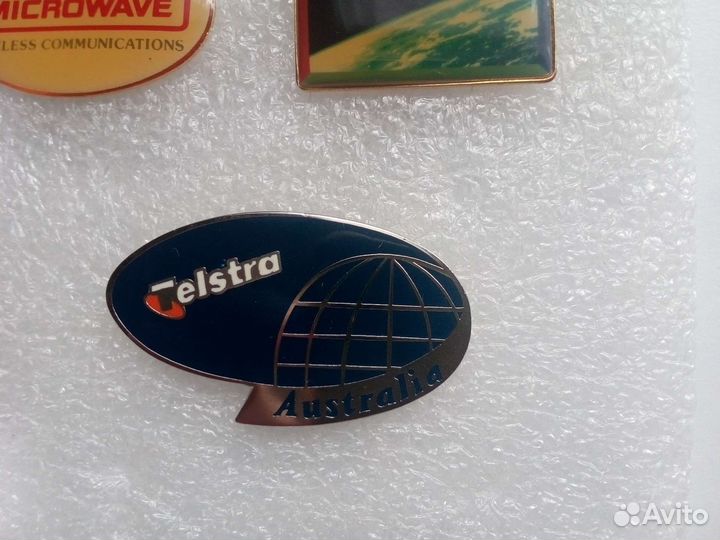 MICROWAVE
LESS COMMUNICATIONS
Telstra
Australia
Avito